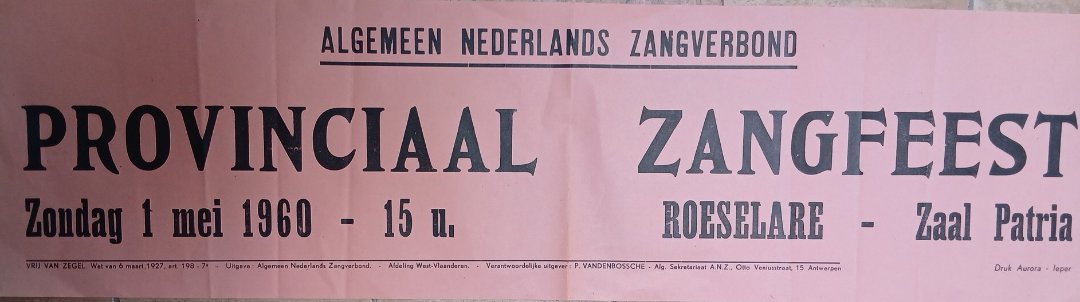 ALGEMEEN NEDERLANDS ZANGVERBOND
PROVINCIAAL ZANGFEEST
Zondag 1 mei 1960 - 15 u. ROESELARE - Zaal Patria
VRIJ VAN ZEGEL. Wet van 6 maart 1927, art. 198 - 7° - Uitgave: Algemeen Nederlands Zangverbond. - Afdeling West-Vlaanderen. - Verantwoordelijke uitgever: P. VANDENBOSSCHE - Alg. Sekretariaat A.N.Z., Otto Veniusstraat, 15 Antwerpen Druk Aurora - Ieper